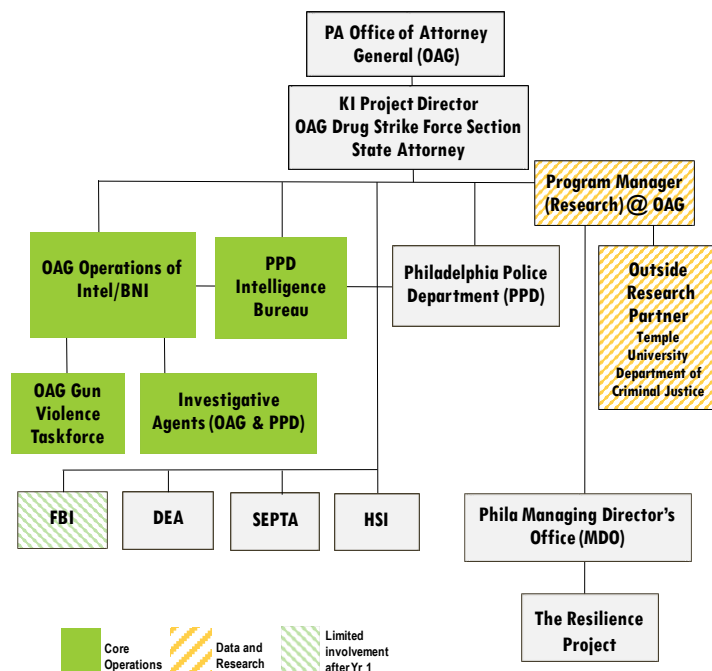 PA Office of Attorney
General (OAG)
KI Project Director
OAG Drug Strike Force Section
State Attorney
Program Manager
(Research) @ OAG
OAG Operations of
Intel/BNI
PPD
Intelligence
Bureau
Philadelphia Police
Department (PPD)
Outside
Research
Partner
Temple
University
Department of
Criminal Justice
OAG Gun
Violence
Taskforce
Investigative
Agents (OAG & PPD)
FBI
DEA
SEPTA
HSI
Phila Managing Director's
Office (MDO)
The Resilience
Project
Core
Operations
Data and
Research
Limited
involvement
after Yr 1